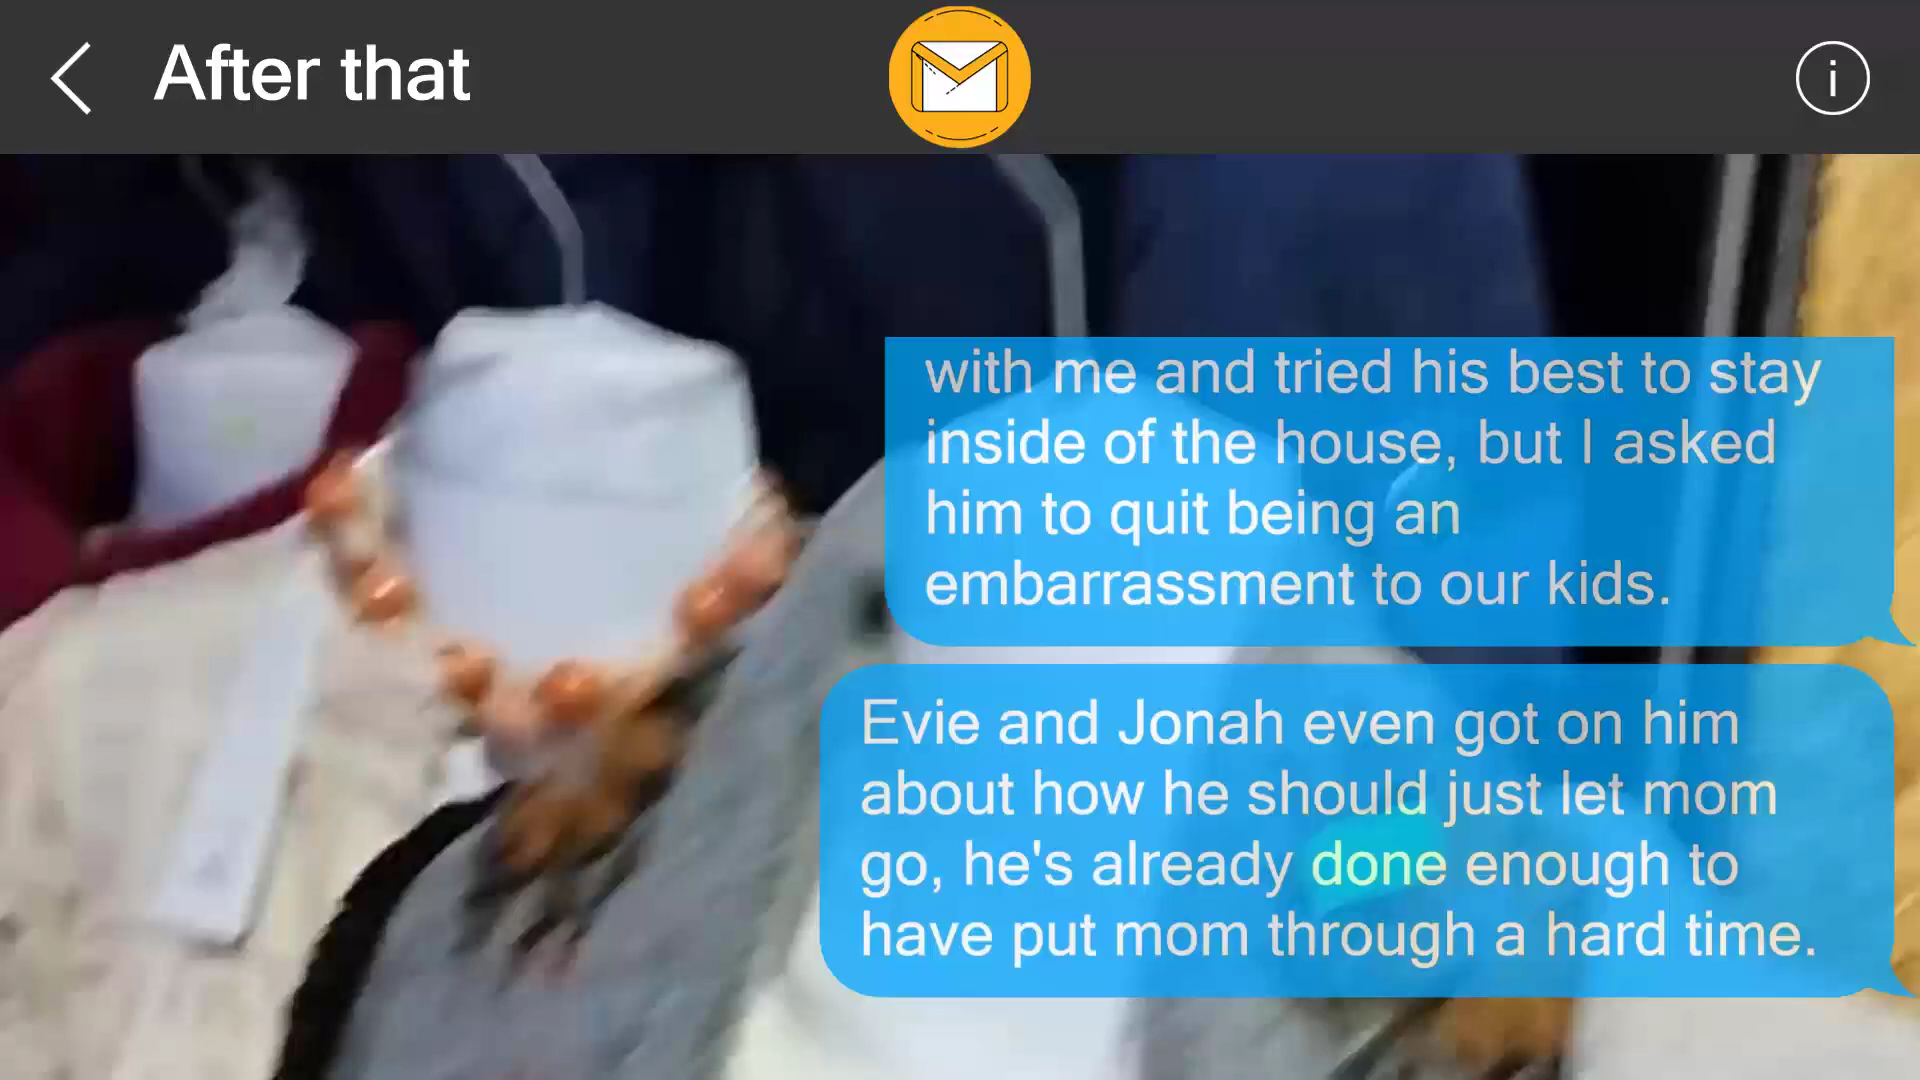 After that
with me and tried his best to stay
inside of the house, but I asked
him to quit being an
embarrassment to our kids.
Evie and Jonah even got on him
about how he should just let mom
go, he's already done enough to
have put mom through a hard time.